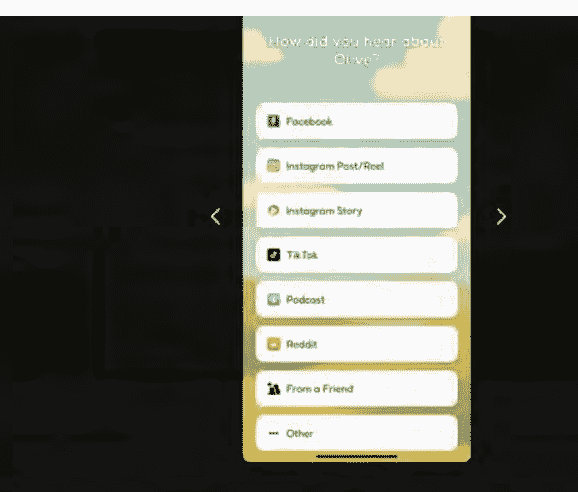 How did you hear about
Olive?
Facebook
Instagram Post/Reel
Instagram Story
TikTok
Podcast
Reddit
From a Friend
Other